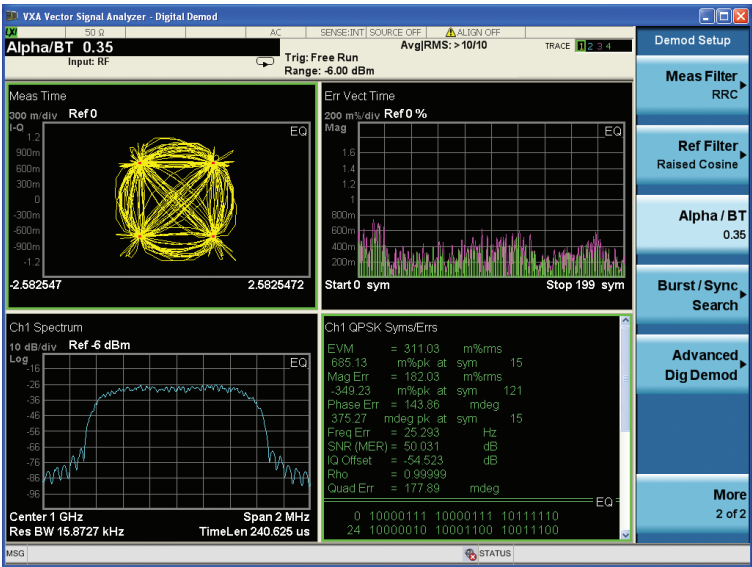 VXA Vector Signal Analyzer - Digital Demod
LXI 50 Ω AC SENSE:INT SOURCE OFF ALIGN OFF
Alpha/BT 0.35
Input: RF
Trig: Free Run
Range: -6.00 dBm
Avg|RMS: >10/10
TRACE 1 2 3 4
Meas Time
300 m/div Ref 0
I-Q
EQ
1.2
900m
600m
300m
0
-300m
-600m
-900m
-1.2
-2.582547 2.5825472
Err Vect Time
200 m%/div Ref 0 %
Mag
EQ
1.6
1.4
1.2
1
800m
600m
400m
200m
Start 0 sym Stop 199 sym
Ch1 Spectrum
10 dB/div Ref -6 dBm
Log
EQ
-16
-26
-36
-46
-56
-66
-76
-86
-96
Center 1 GHz Span 2 MHz
Res BW 15.8727 kHz TimeLen 240.625 us
Ch1 QPSK Syms/Errs
EVM = 311.03 m%rms
685.13 m%pk at sym 15
Mag Err = 182.03 m%rms
-349.23 m%pk at sym 121
Phase Err = 143.86 mdeg
375.27 mdeg pk at sym 15
Freq Err = 25.293 Hz
SNR (MER) = 50.031 dB
IQ Offset = -54.523 dB
Rho = 0.99999
Quad Err = 177.89 mdeg
EQ
0 10000111 10000111 10111110
24 10000010 10001100 10011100
Demod Setup
Meas Filter
RRC
Ref Filter
Raised Cosine
Alpha / BT
0.35
Burst / Sync
Search
Advanced
Dig Demod
More
2 of 2
MSG STATUS